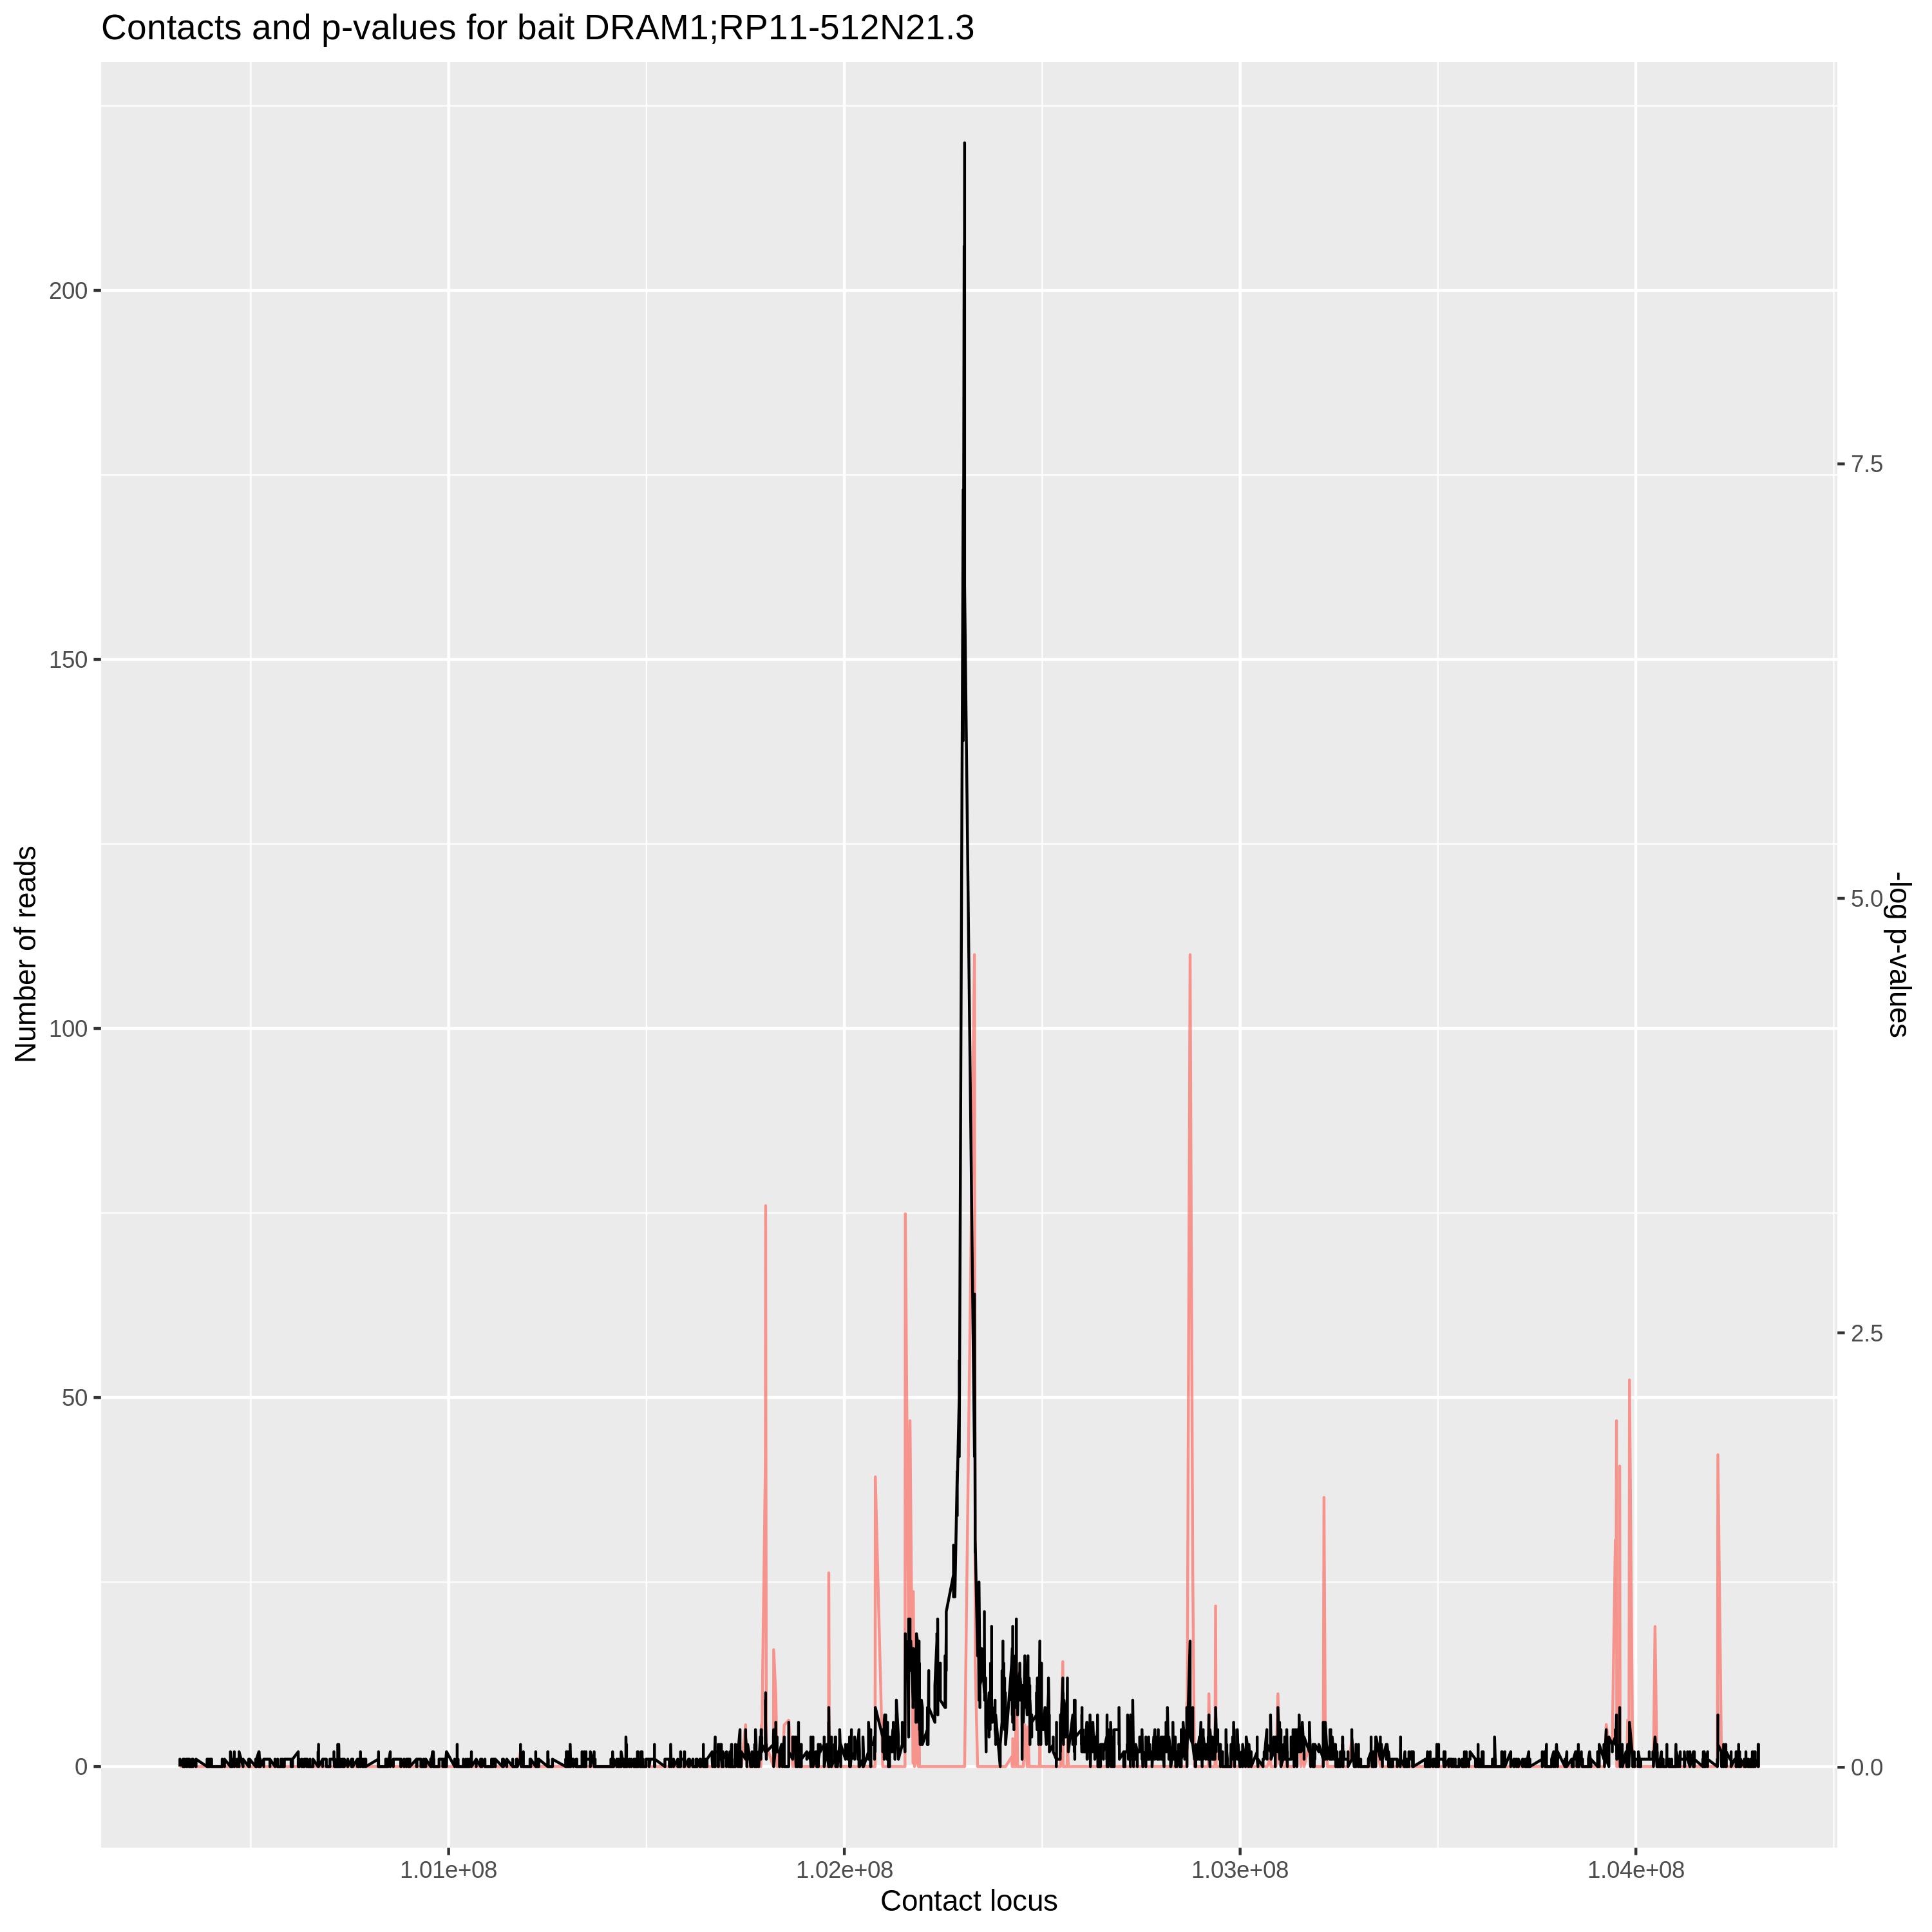 Contacts and p-values for bait DRAM1;RP11-512N21.3
200
150
100
50
0
Number of reads
7.5
5.0
2.5
0.0
-log p-values
1.01e+08
1.02e+08
1.03e+08
1.04e+08
Contact locus